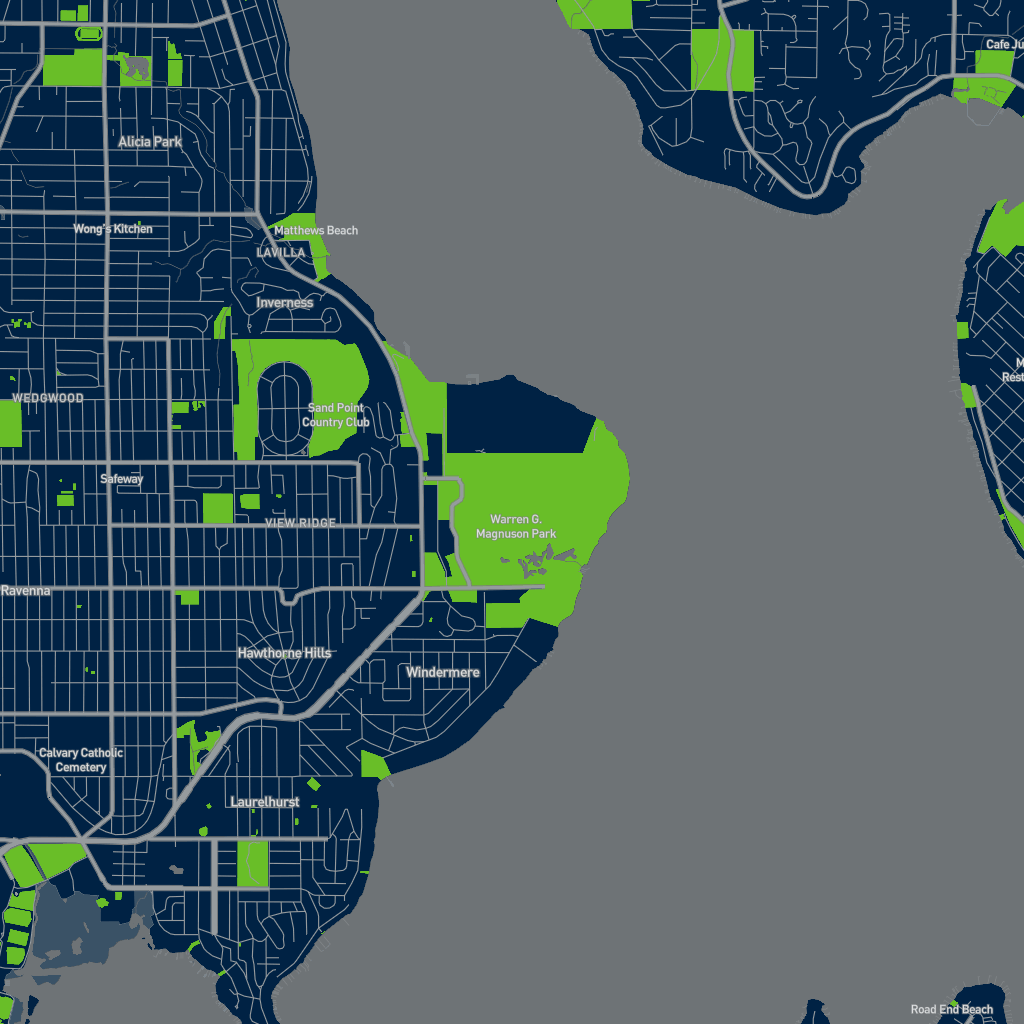 Cafe Ju
Alicia Park
Wong's Kitchen
Matthews Beach
LAVILLA
Inverness
WEDGWOOD
Sand Point
Country Club
M
Rest
Safeway
VIEW RIDGE
Warren G.
Magnuson Park
Ravenna
Hawthorne Hills
Windermere
Calvary Catholic
Cemetery
Laurelhurst
Road End Beach